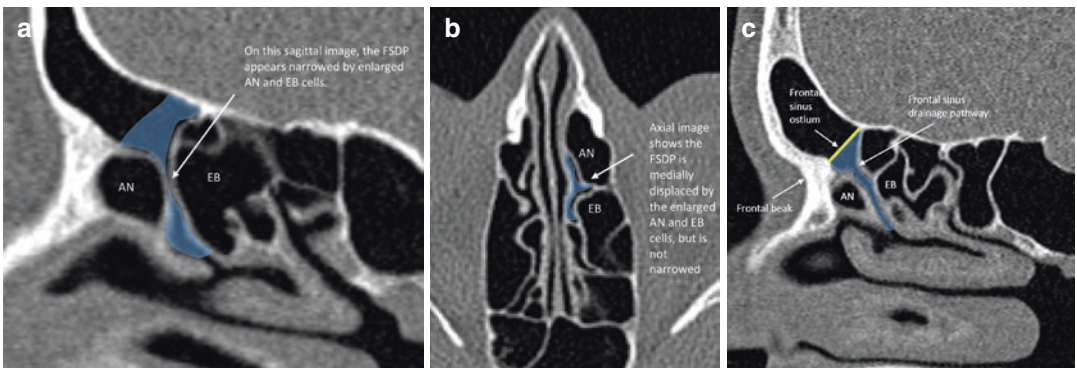 a
On this sagittal image, the FSDP
appears narrowed by enlarged
AN and EB cells.
AN
EB
b
AN
EB
Axial image
shows the
FSDP is
medially
displaced by
the enlarged
AN and EB
cells, but is
not
narrowed
c
Frontal
sinus
ostium
Frontal sinus
drainage pathway
Frontal beak
AN
EB